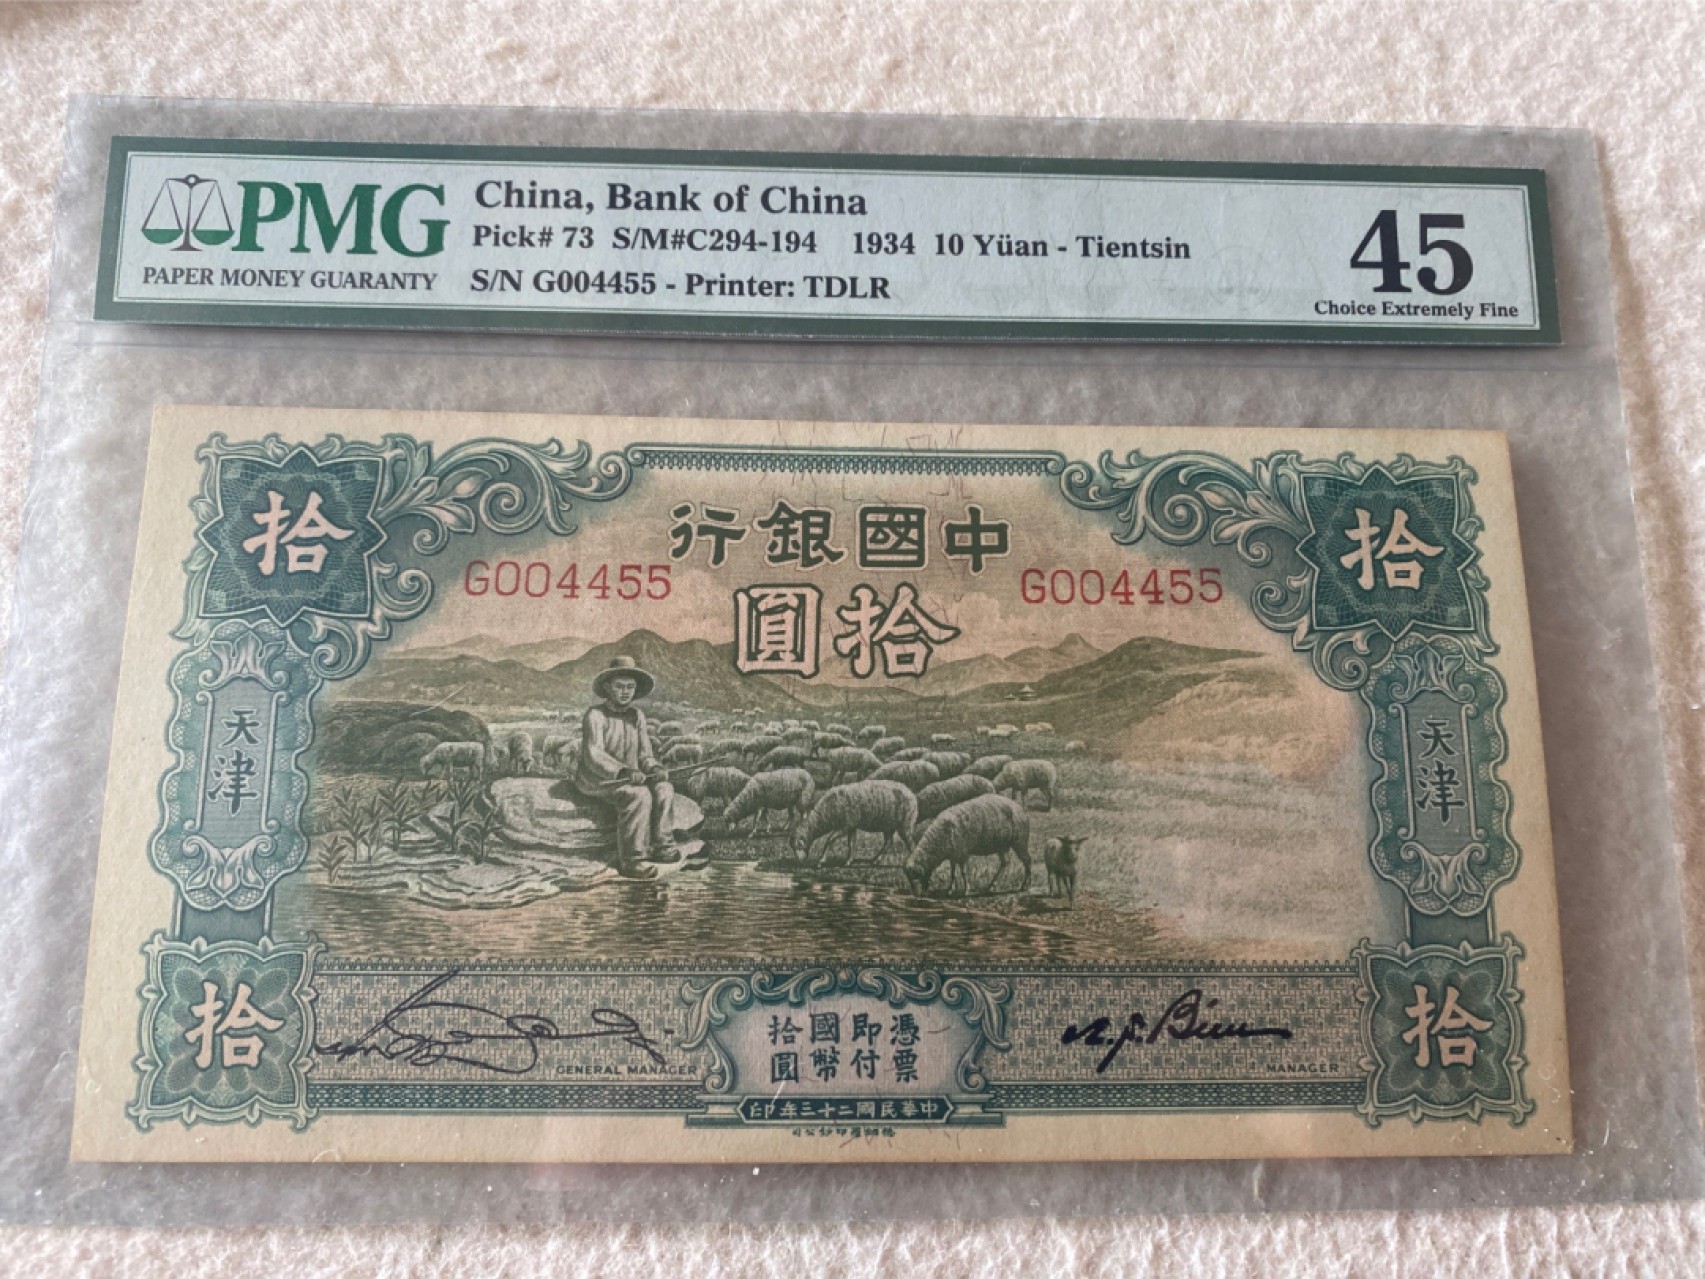 PMG
PAPER MONEY GUARANTY
China, Bank of China
Pick# 73 S/M#C294-194 1934 10 Yüan - Tientsin
S/N G004455 - Printer: TDLR
45
Choice Extremely Fine
拾
拾
中國銀行
G004455
G004455
拾圓
天津
天津
拾
拾
憑票
即付
國幣
拾圓
GENERAL MANAGER
MANAGER
中華民國二十三年印